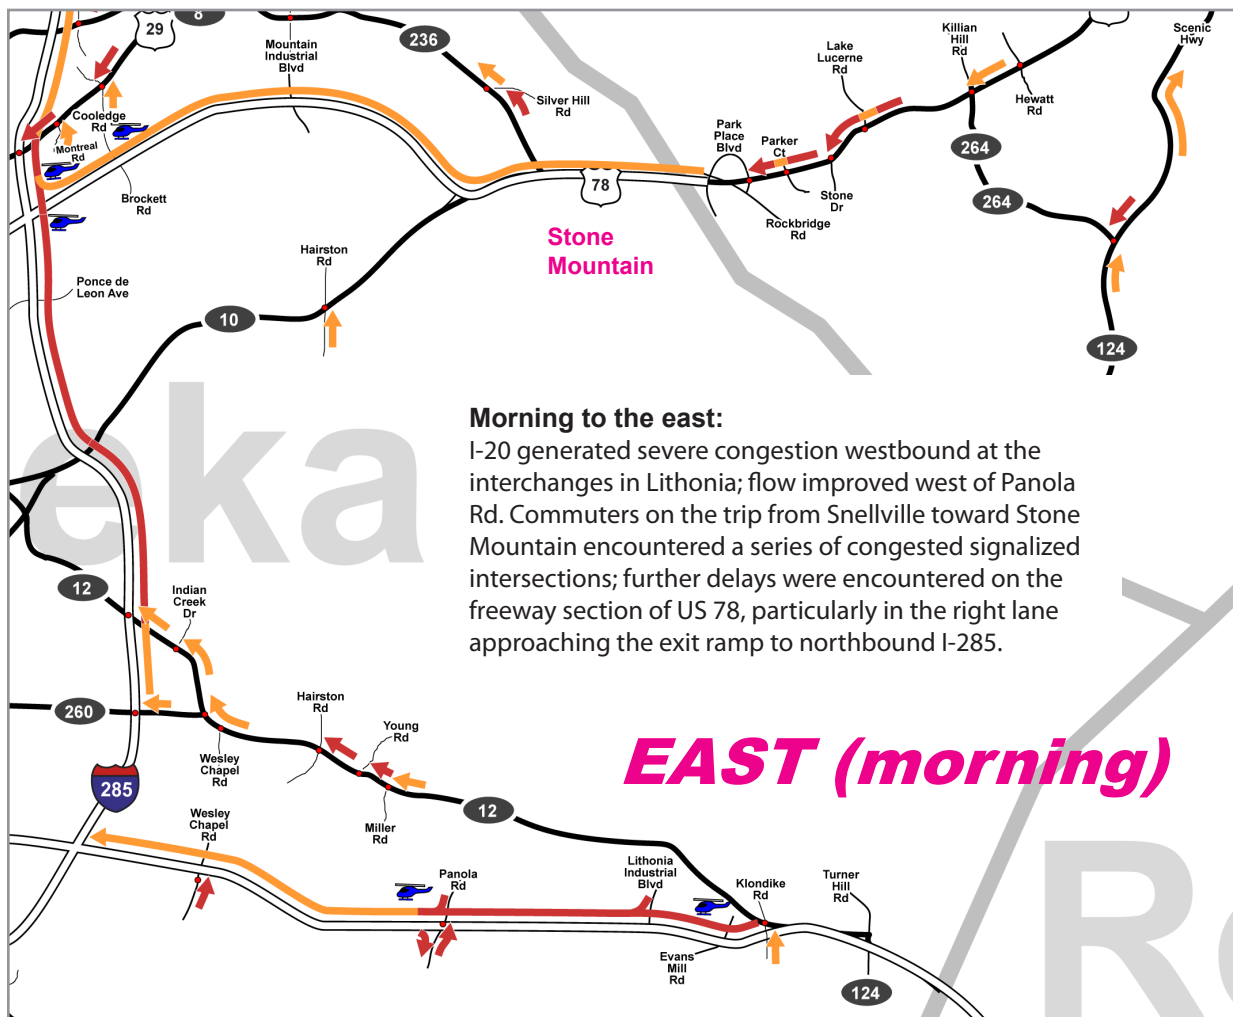 8
29
236
Mountain
Industrial
Blvd
Killian
Hill
Rd
Scenic
Hwy
Lake
Lucerne
Rd
Hewatt
Rd
Silver Hill
Rd
Cooledge
Rd
Montreal
Rd
Park
Place
Blvd
Parker
Ct
264
264
Brockett
Rd
78
Stone
Dr
Rockbridge
Rd
Stone
Mountain
Hairston
Rd
Ponce de
Leon Ave
10
124
eka
Morning to the east:
I-20 generated severe congestion westbound at the
interchanges in Lithonia; flow improved west of Panola
Rd. Commuters on the trip from Snellville toward Stone
Mountain encountered a series of congested signalized
intersections; further delays were encountered on the
freeway section of US 78, particularly in the right lane
approaching the exit ramp to northbound I-285.
12
Indian
Creek
Dr
260
Hairston
Rd
Young
Rd
Wesley
Chapel
Rd
EAST (morning)
285
Wesley
Chapel
Rd
Miller
Rd
12
Panola
Rd
Lithonia
Industrial
Blvd
Klondike
Rd
Turner
Hill
Rd
Evans
Mill
Rd
124
Ro